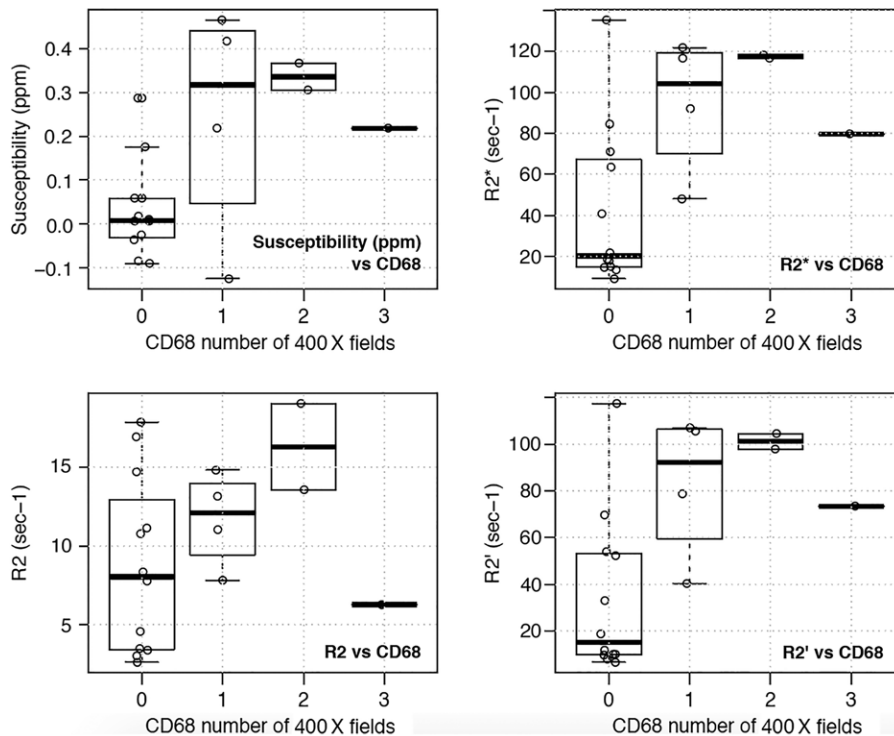 Susceptibility (ppm)
0.4
0.3
0.2
0.1
0.0
−0.1
Susceptibility (ppm)
vs CD68
0 1 2 3
CD68 number of 400 X fields
R2* (sec−1)
120
100
80
60
40
20
R2* vs CD68
0 1 2 3
CD68 number of 400 X fields
R2 (sec−1)
15
10
5
R2 vs CD68
0 1 2 3
CD68 number of 400 X fields
R2' (sec−1)
100
80
60
40
20
R2' vs CD68
0 1 2 3
CD68 number of 400 X fields